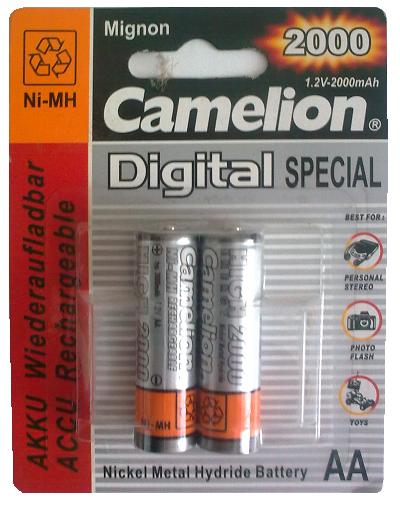 Mignon
2000
1.2V-2000mAh
Ni-MH
Camelion®
Digital SPECIAL
AKKU Wiederaufladbar
ACCU Rechargeable
BEST FOR:
PERSONAL
STEREO
PHOTO
FLASH
TOYS
Camelion
2000
Ni-MH
Camelion
2000
Nickel Metal Hydride Battery
AA